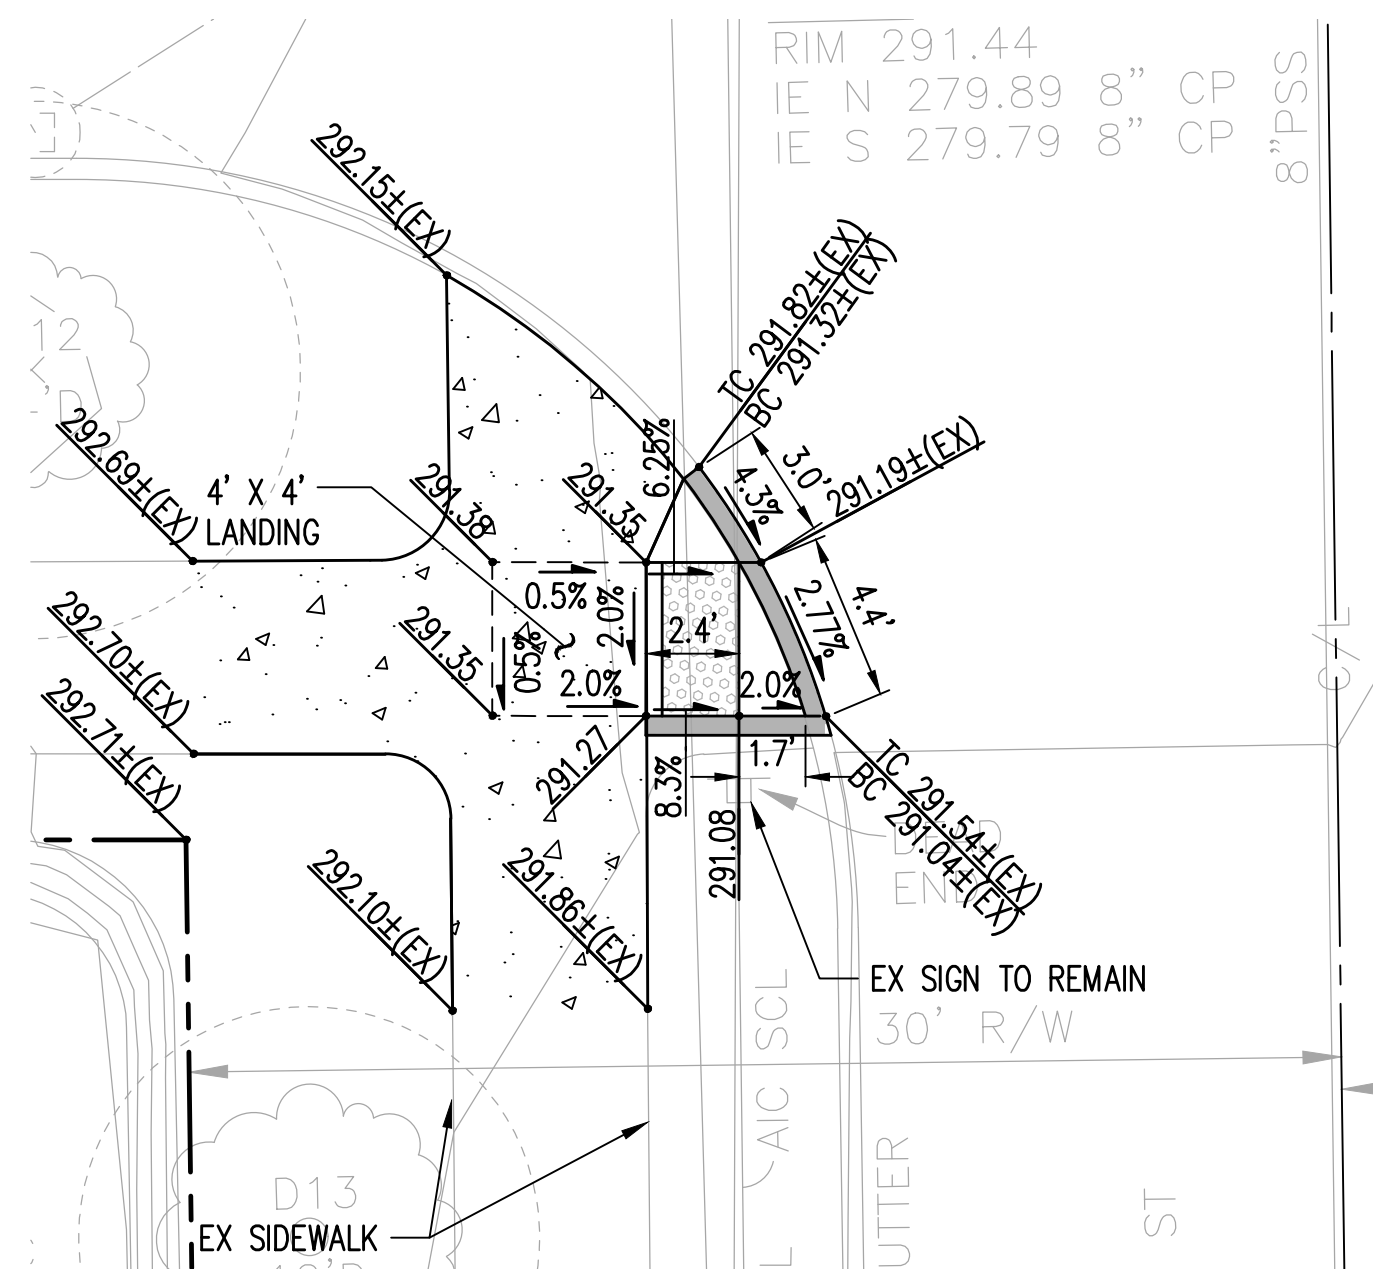 RIM 291.44
IE N 279.89 8" CP
IE S 279.79 8" CP
8"PSS
292.15±(EX)
TC 291.82±(EX)
BC 291.32±(EX)
12
292.69±(EX)
4' X 4'
LANDING
291.38
291.35
6.25%
4.3%
3.0'
291.19±(EX)
0.5%
2.0%
2.4'
2.77%
4.4'
292.70±(EX)
291.35
0.5%
2.0%
2.0%
C/L
292.71±(EX)
291.27
8.3%
1.7'
291.08
TC 291.54±(EX)
BC 291.04±(EX)
DEAD
END
292.10±(EX)
291.86±(EX)
EX SIGN TO REMAIN
AIC SCL
30' R/W
D13
EX SIDEWALK
UTTER
ST
L